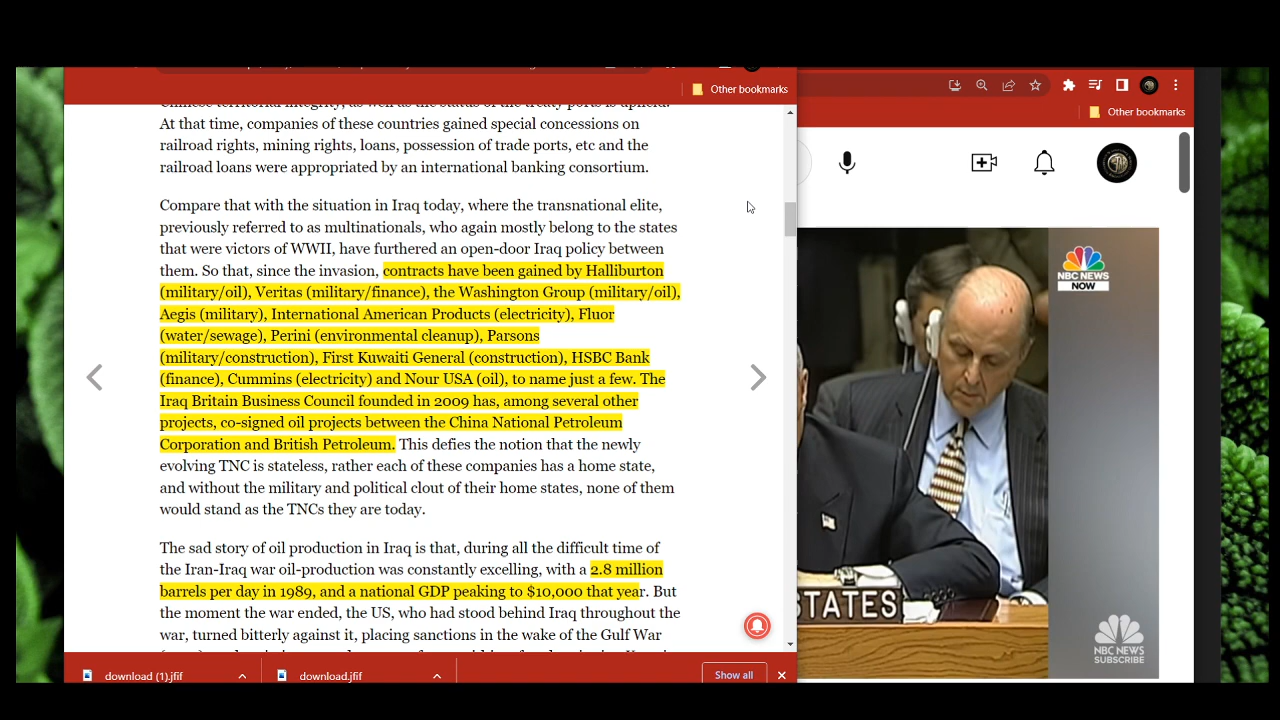 Other bookmarks
Other bookmarks
Chinese territorial integrity, as well as the status of the treaty ports is upheld.
At that time, companies of these countries gained special concessions on
railroad rights, mining rights, loans, possession of trade ports, etc and the
railroad loans were appropriated by an international banking consortium.
Compare that with the situation in Iraq today, where the transnational elite,
previously referred to as multinationals, who again mostly belong to the states
that were victors of WWII, have furthered an open-door Iraq policy between
them. So that, since the invasion, contracts have been gained by Halliburton
(military/oil), Veritas (military/finance), the Washington Group (military/oil),
Aegis (military), International American Products (electricity), Fluor
(water/sewage), Perini (environmental cleanup), Parsons
(military/construction), First Kuwaiti General (construction), HSBC Bank
(finance), Cummins (electricity) and Nour USA (oil), to name just a few. The
Iraq Britain Business Council founded in 2009 has, among several other
projects, co-signed oil projects between the China National Petroleum
Corporation and British Petroleum. This defies the notion that the newly
evolving TNC is stateless, rather each of these companies has a home state,
and without the military and political clout of their home states, none of them
would stand as the TNCs they are today.
The sad story of oil production in Iraq is that, during all the difficult time of
the Iran-Iraq war oil-production was constantly excelling, with a 2.8 million
barrels per day in 1989, and a national GDP peaking to $10,000 that year. But
the moment the war ended, the US, who had stood behind Iraq throughout the
war, turned bitterly against it, placing sanctions in the wake of the Gulf War
download (1).jfif
download.jfif
Show all
NBC NEWS
NOW
STATES
NBC NEWS
SUBSCRIBE